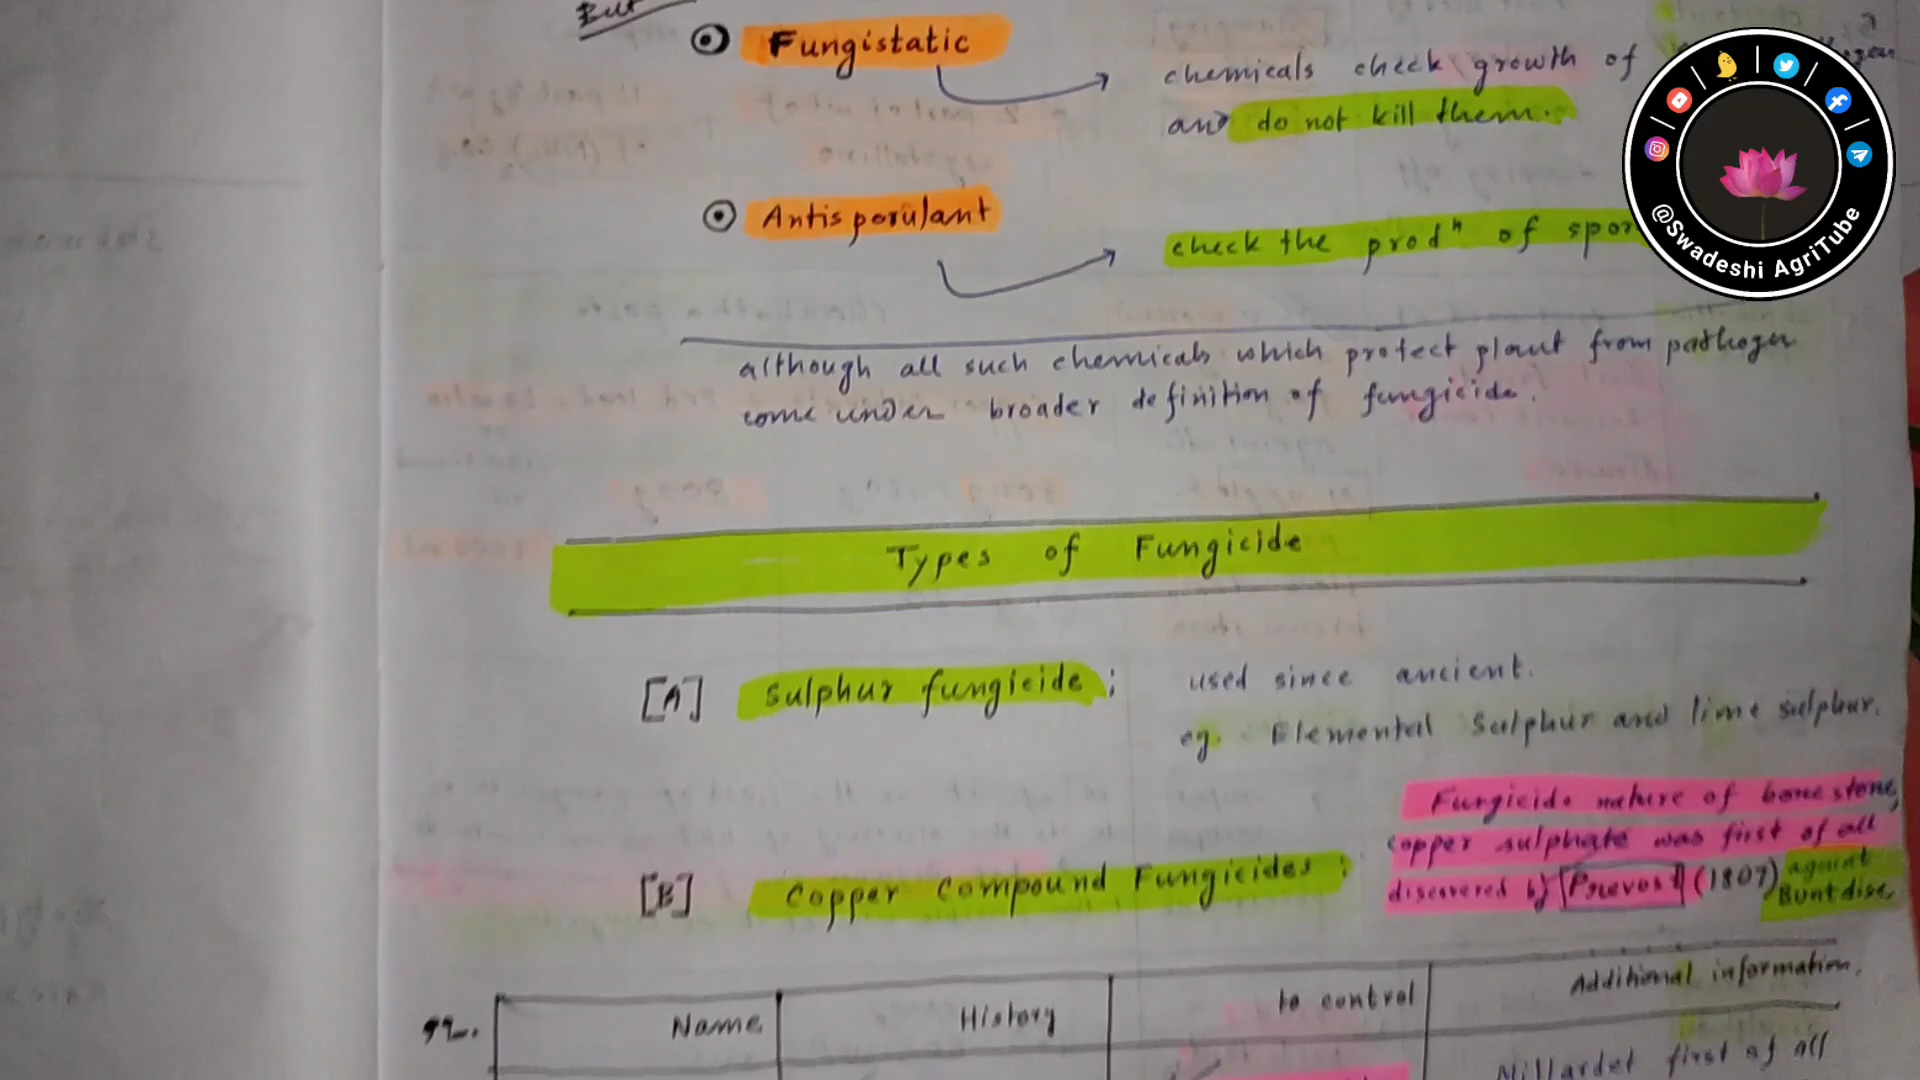 But
Fungistatic
chemicals check growth of
and do not kill them.
Antisporulant
check the prodⁿ of spor
@Swadeshi AgriTube
although all such chemicals which protect plant from pathogen
come under broader definition of fungicide.
Types of Fungicide
[A] Sulphur fungicide ; used since ancient.
eg. Elemental Sulphur and lime sulphur.
[B] Copper Compound Fungicides ;
Fungicide nature of bone stone,
copper sulphate was first of all
discovered by Prevost (1807) against
Bunt dise.
Name History to control Additional information.
Millardet first of all